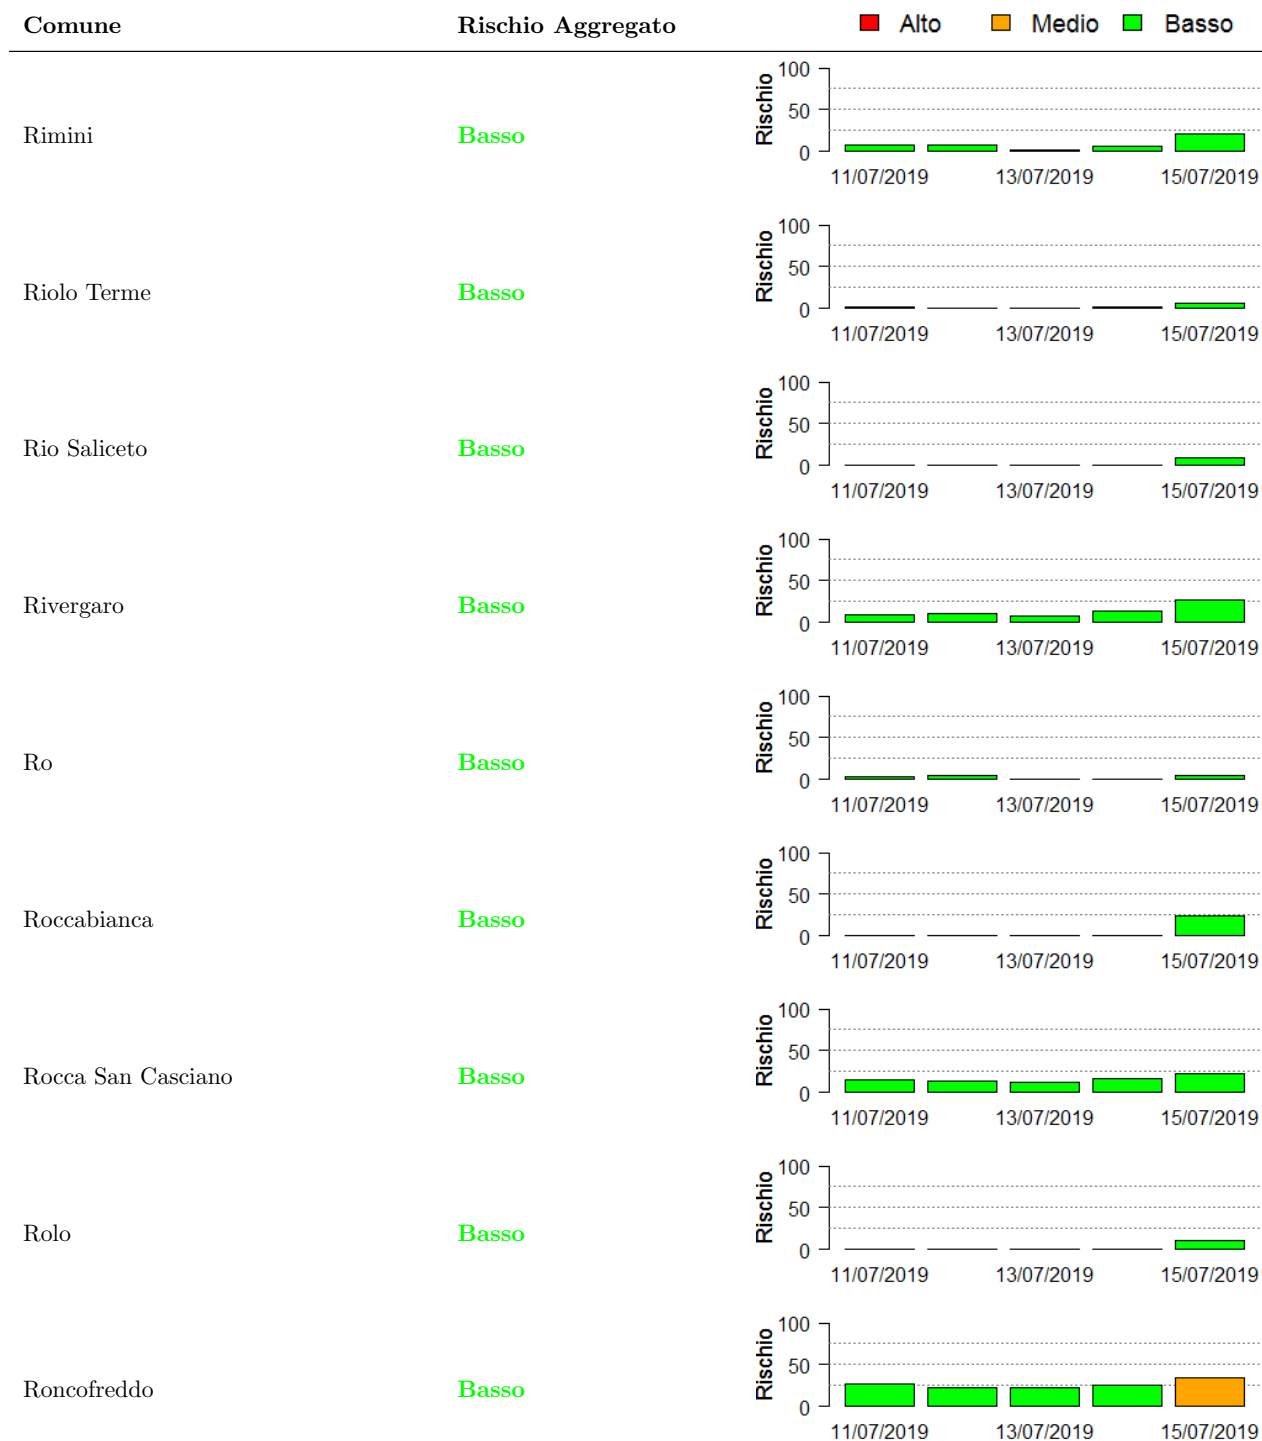 Comune Rischio Aggregato Alto Medio Basso
Rimini Basso Rischio 100 50 0
11/07/2019 13/07/2019 15/07/2019
Riolo Terme Basso Rischio 100 50 0
11/07/2019 13/07/2019 15/07/2019
Rio Saliceto Basso Rischio 100 50 0
11/07/2019 13/07/2019 15/07/2019
Rivergaro Basso Rischio 100 50 0
11/07/2019 13/07/2019 15/07/2019
Ro Basso Rischio 100 50 0
11/07/2019 13/07/2019 15/07/2019
Roccabianca Basso Rischio 100 50 0
11/07/2019 13/07/2019 15/07/2019
Rocca San Casciano Basso Rischio 100 50 0
11/07/2019 13/07/2019 15/07/2019
Rolo Basso Rischio 100 50 0
11/07/2019 13/07/2019 15/07/2019
Roncofreddo Basso Rischio 100 50 0
11/07/2019 13/07/2019 15/07/2019